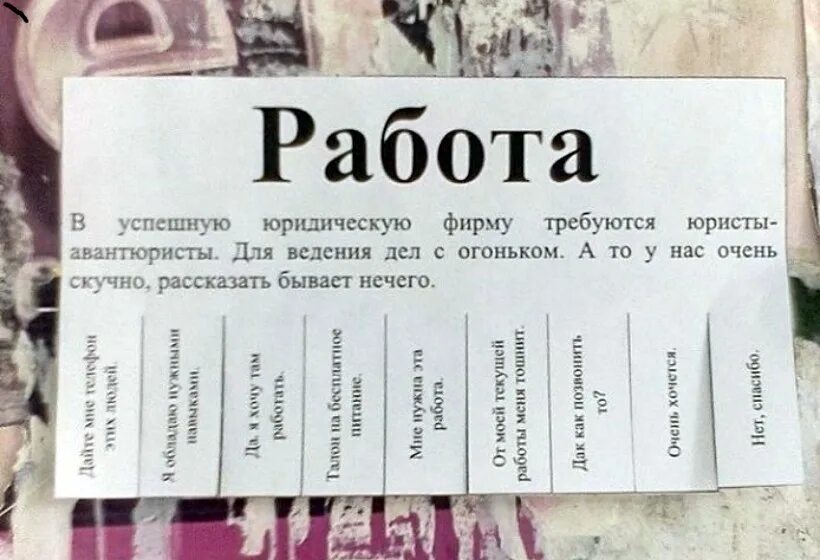 Работа
В успешную юридическую фирму требуются юристы-
авантюристы. Для ведения дел с огоньком. А то у нас очень
скучно, рассказать бывает нечего.
Дайте мне телефон
этих людей.
Я обладаю нужными
навыками.
Да, я хочу там
работать.
Талон на бесплатное
питание.
Мне нужна эта
работа.
От моей текущей
работы меня тошнит.
Дак как позвонить
то?
Очень хочется.
Нет, спасибо.